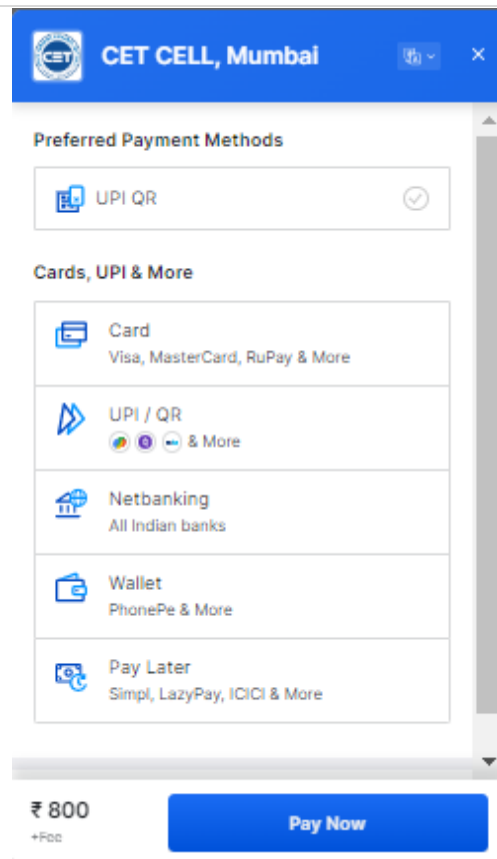 CET
CET CELL, Mumbai
Preferred Payment Methods
UPI QR
Cards, UPI & More
Card
Visa, MasterCard, RuPay & More
UPI / QR
& More
Netbanking
All Indian banks
Wallet
PhonePe & More
Pay Later
Simpl, LazyPay, ICICI & More
₹ 800
+Fee
Pay Now